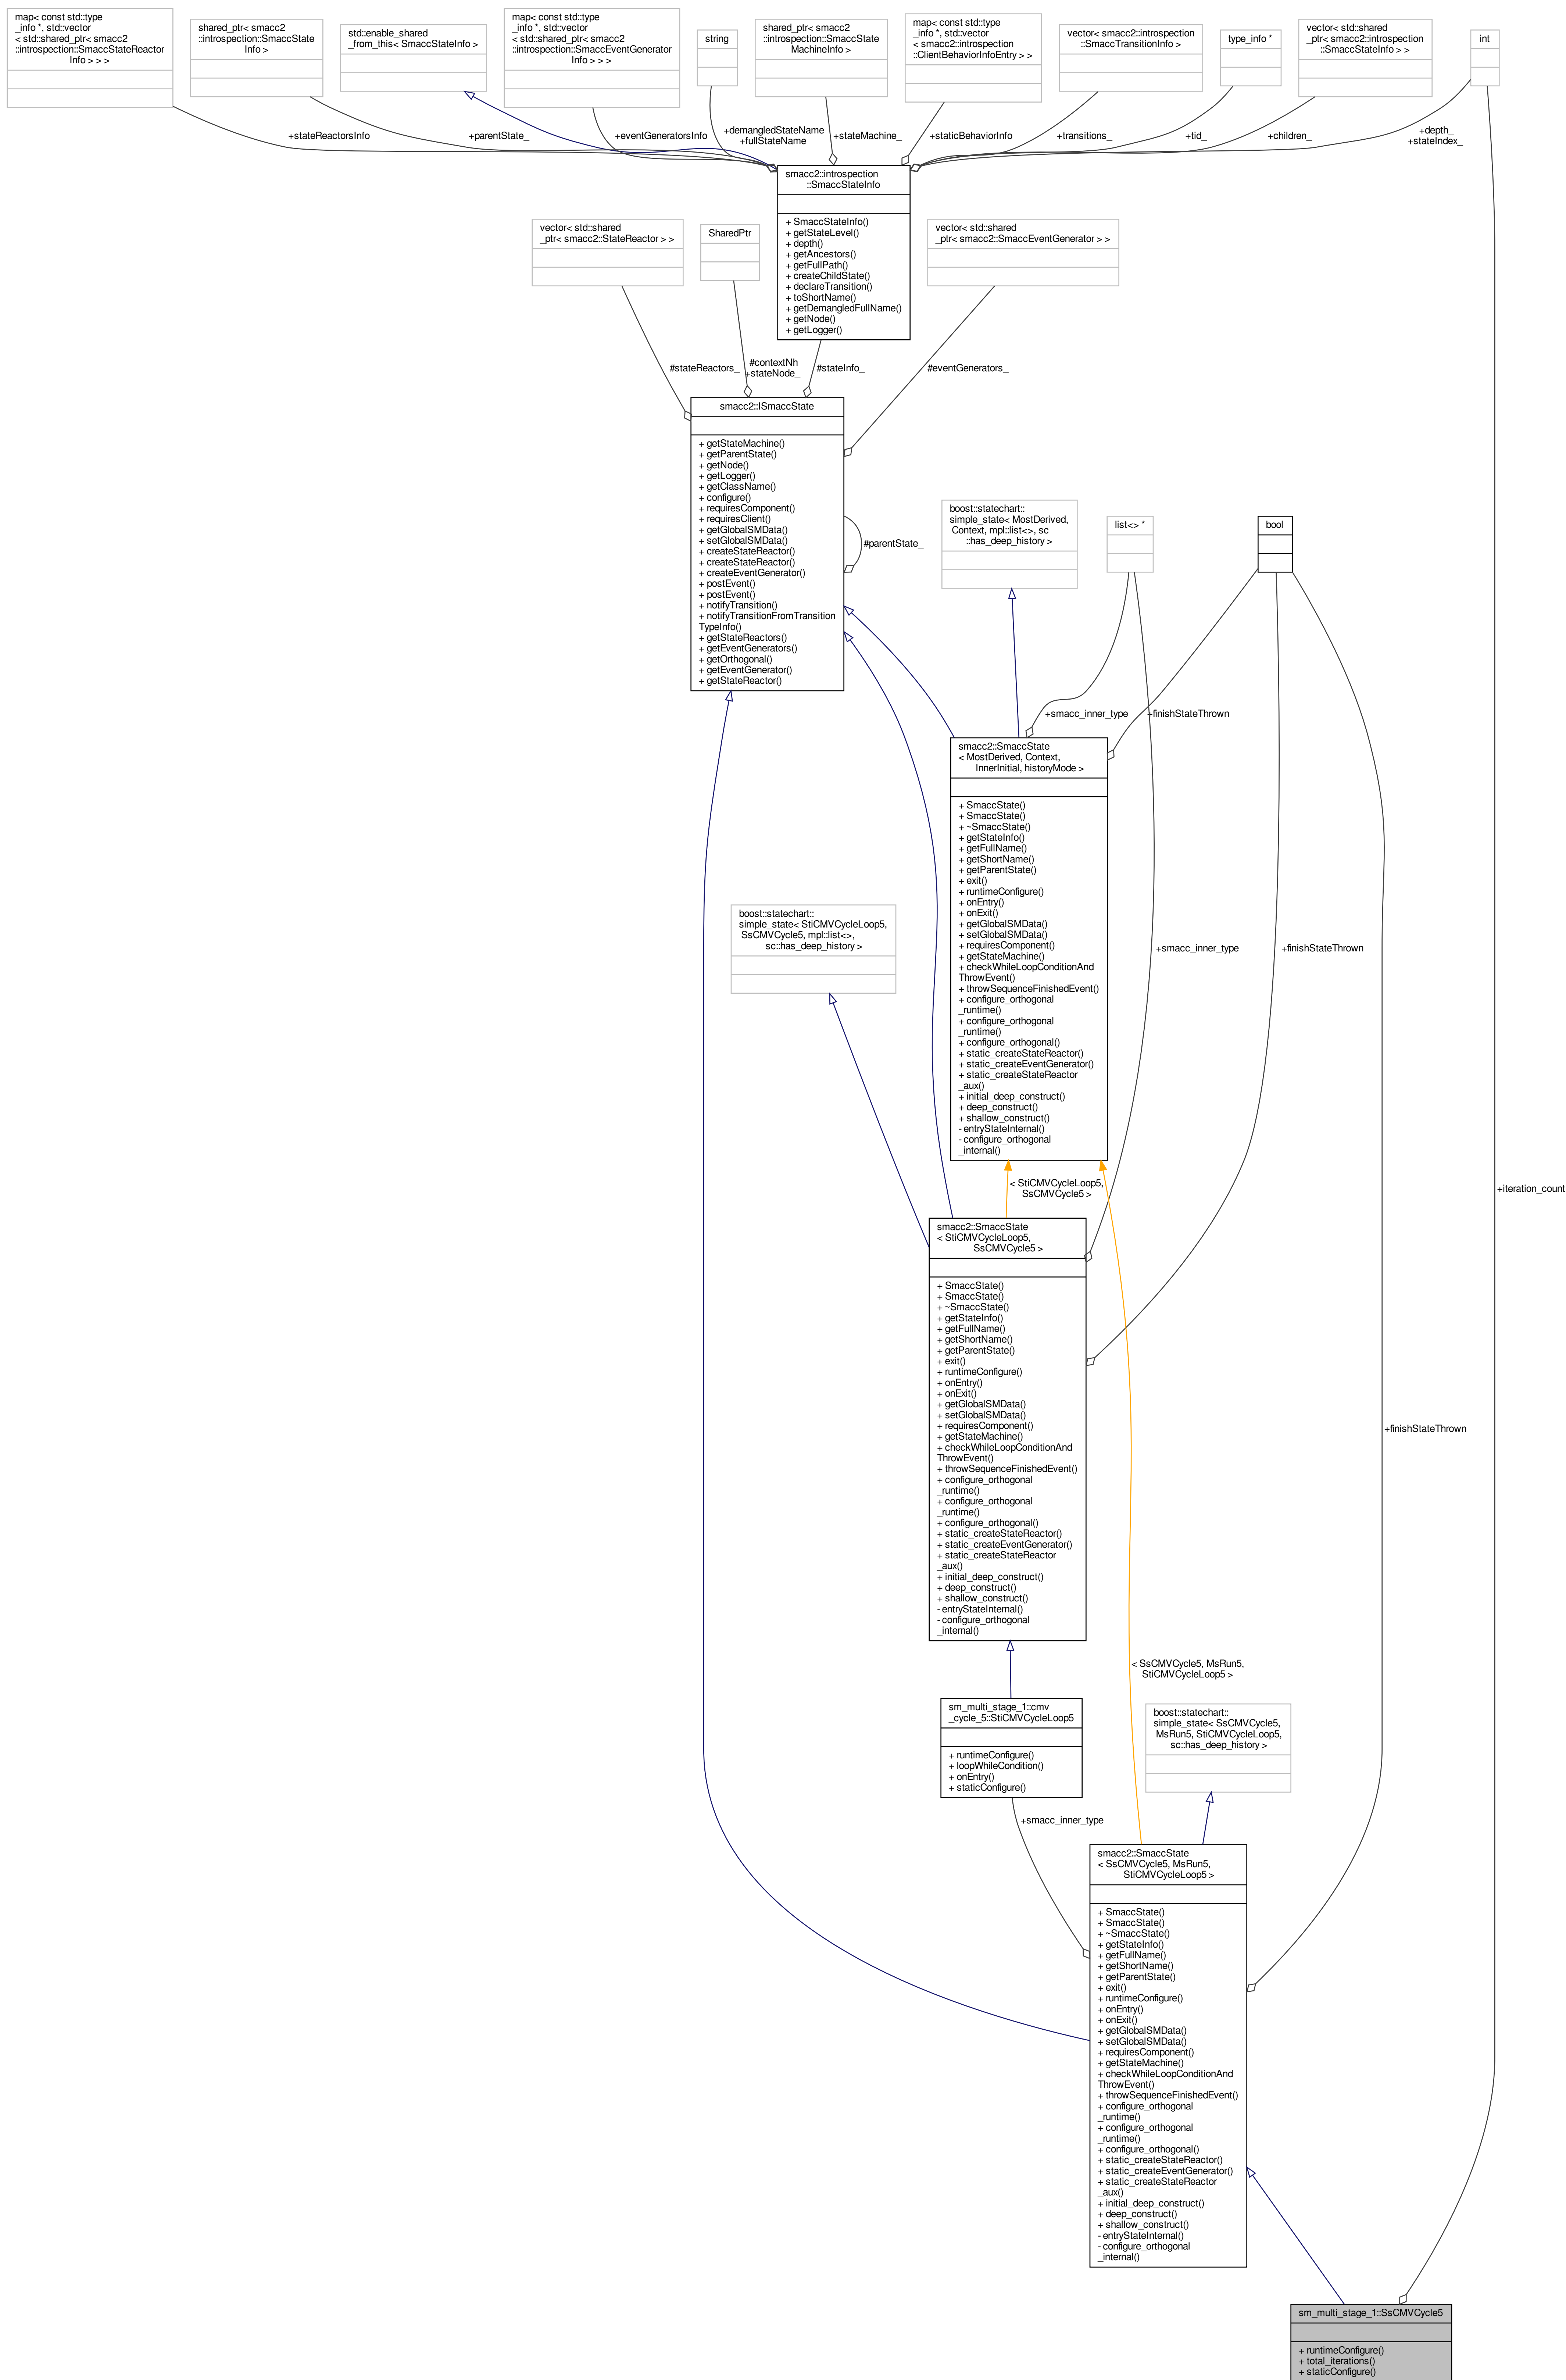 map< const std::type
_info *, std::vector
< std::shared_ptr< smacc2
::introspection::SmaccStateReactor
Info > > >
shared_ptr< smacc2
::introspection::SmaccState
Info >
std::enable_shared
_from_this< SmaccStateInfo >
map< const std::type
_info *, std::vector
< std::shared_ptr< smacc2
::introspection::SmaccEventGenerator
Info > > >
string
shared_ptr< smacc2
::introspection::SmaccState
MachineInfo >
map< const std::type
_info *, std::vector
< smacc2::introspection
::ClientBehaviorInfoEntry > >
vector< smacc2::introspection
::SmaccTransitionInfo >
type_info *
vector< std::shared
_ptr< smacc2::introspection
::SmaccStateInfo > >
int
+stateReactorsInfo
+parentState_
+eventGeneratorsInfo
+demangledStateName
+fullStateName
+stateMachine_
+staticBehaviorInfo
+transitions_
+tid_
+children_
+depth_
+stateIndex_
smacc2::introspection
::SmaccStateInfo
+ SmaccStateInfo()
+ getStateLevel()
+ depth()
+ getAncestors()
+ getFullPath()
+ createChildState()
+ declareTransition()
+ toShortName()
+ getDemangledFullName()
+ getNode()
+ getLogger()
vector< std::shared
_ptr< smacc2::StateReactor > >
SharedPtr
vector< std::shared
_ptr< smacc2::SmaccEventGenerator > >
#stateReactors_
#contextNh
+stateNode_
#stateInfo_
#eventGenerators_
smacc2::ISmaccState
+ getStateMachine()
+ getParentState()
+ getNode()
+ getLogger()
+ getClassName()
+ configure()
+ requiresComponent()
+ requiresClient()
+ getGlobalSMData()
+ setGlobalSMData()
+ createStateReactor()
+ createStateReactor()
+ createEventGenerator()
+ postEvent()
+ postEvent()
+ notifyTransition()
+ notifyTransitionFromTransition
TypeInfo()
+ getStateReactors()
+ getEventGenerators()
+ getOrthogonal()
+ getEventGenerator()
+ getStateReactor()
#parentState_
boost::statechart::
simple_state< MostDerived,
Context, mpl::list<>, sc
::has_deep_history >
list<> *
bool
+smacc_inner_type
+finishStateThrown
smacc2::SmaccState
< MostDerived, Context,
InnerInitial, historyMode >
+ SmaccState()
+ SmaccState()
+ ~SmaccState()
+ getStateInfo()
+ getFullName()
+ getShortName()
+ getParentState()
+ exit()
+ runtimeConfigure()
+ onEntry()
+ onExit()
+ getGlobalSMData()
+ setGlobalSMData()
+ requiresComponent()
+ getStateMachine()
+ checkWhileLoopConditionAnd
ThrowEvent()
+ throwSequenceFinishedEvent()
+ configure_orthogonal
_runtime()
+ configure_orthogonal
_runtime()
+ configure_orthogonal()
+ static_createStateReactor()
+ static_createEventGenerator()
+ static_createStateReactor
_aux()
+ initial_deep_construct()
+ deep_construct()
+ shallow_construct()
- entryStateInternal()
- configure_orthogonal
_internal()
boost::statechart::
simple_state< StiCMVCycleLoop5,
SsCMVCycle5, mpl::list<>,
sc::has_deep_history >
+smacc_inner_type
+finishStateThrown
< StiCMVCycleLoop5,
SsCMVCycle5 >
+iteration_count
smacc2::SmaccState
< StiCMVCycleLoop5,
SsCMVCycle5 >
+ SmaccState()
+ SmaccState()
+ ~SmaccState()
+ getStateInfo()
+ getFullName()
+ getShortName()
+ getParentState()
+ exit()
+ runtimeConfigure()
+ onEntry()
+ onExit()
+ getGlobalSMData()
+ setGlobalSMData()
+ requiresComponent()
+ getStateMachine()
+ checkWhileLoopConditionAnd
ThrowEvent()
+ throwSequenceFinishedEvent()
+ configure_orthogonal
_runtime()
+ configure_orthogonal
_runtime()
+ configure_orthogonal()
+ static_createStateReactor()
+ static_createEventGenerator()
+ static_createStateReactor
_aux()
+ initial_deep_construct()
+ deep_construct()
+ shallow_construct()
- entryStateInternal()
- configure_orthogonal
_internal()
+finishStateThrown
< SsCMVCycle5, MsRun5,
StiCMVCycleLoop5 >
sm_multi_stage_1::cmv
_cycle_5::StiCMVCycleLoop5
+ runtimeConfigure()
+ loopWhileCondition()
+ onEntry()
+ staticConfigure()
boost::statechart::
simple_state< SsCMVCycle5,
MsRun5, StiCMVCycleLoop5,
sc::has_deep_history >
+smacc_inner_type
smacc2::SmaccState
< SsCMVCycle5, MsRun5,
StiCMVCycleLoop5 >
+ SmaccState()
+ SmaccState()
+ ~SmaccState()
+ getStateInfo()
+ getFullName()
+ getShortName()
+ getParentState()
+ exit()
+ runtimeConfigure()
+ onEntry()
+ onExit()
+ getGlobalSMData()
+ setGlobalSMData()
+ requiresComponent()
+ getStateMachine()
+ checkWhileLoopConditionAnd
ThrowEvent()
+ throwSequenceFinishedEvent()
+ configure_orthogonal
_runtime()
+ configure_orthogonal
_runtime()
+ configure_orthogonal()
+ static_createStateReactor()
+ static_createEventGenerator()
+ static_createStateReactor
_aux()
+ initial_deep_construct()
+ deep_construct()
+ shallow_construct()
- entryStateInternal()
- configure_orthogonal
_internal()
sm_multi_stage_1::SsCMVCycle5
+ runtimeConfigure()
+ total_iterations()
+ staticConfigure()